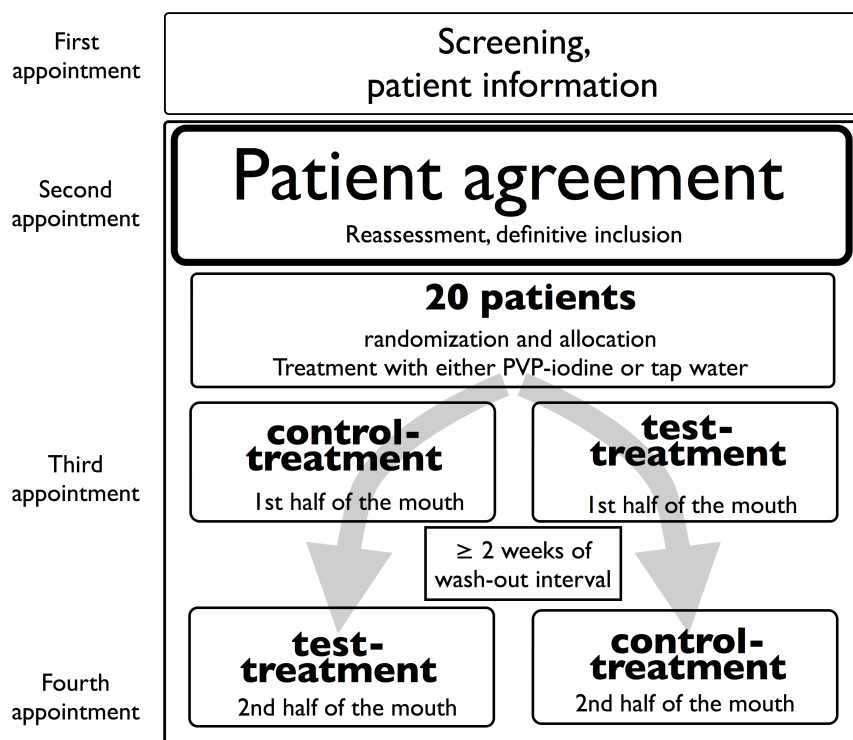 First
appointment
Screening,
patient information
Second
appointment
Patient agreement
Reassessment, definitive inclusion
20 patients
randomization and allocation
Treatment with either PVP-iodine or tap water
Third
appointment
control-
treatment
1st half of the mouth
test-
treatment
1st half of the mouth
≥ 2 weeks of
wash-out interval
Fourth
appointment
test-
treatment
2nd half of the mouth
control-
treatment
2nd half of the mouth